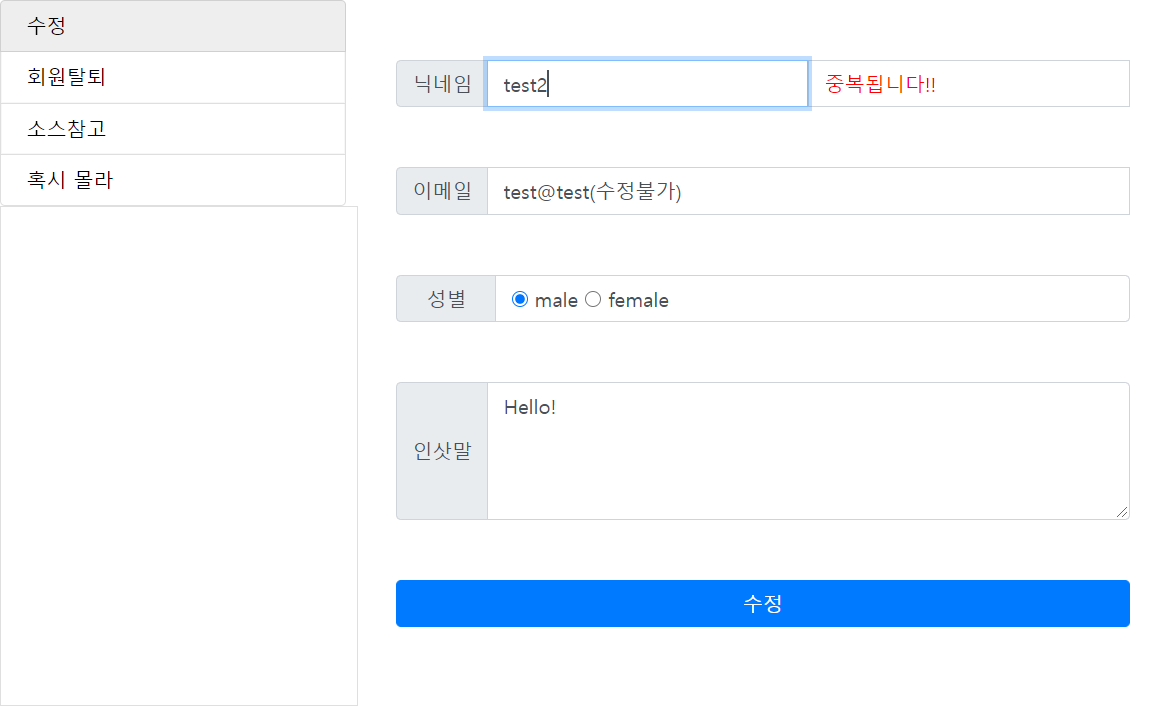 수정
회원탈퇴
소스참고
혹시 몰라
닉네임 test2 중복됩니다!!
이메일 test@test(수정불가)
성별 male female
인삿말 Hello!
수정